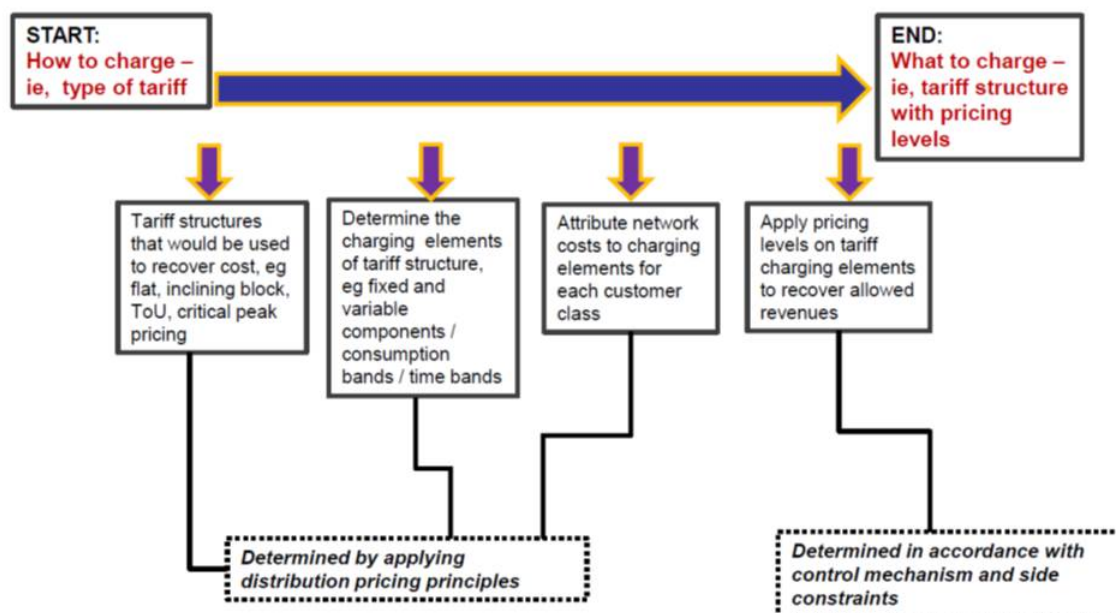 START:
How to charge –
ie,  type of tariff
END:
What to charge –
ie, tariff structure
with pricing
levels
Tariff structures
that would be used
to recover cost, eg
flat, inclining block,
ToU, critical peak
pricing
Determine the
charging  elements
of tariff structure,
eg fixed and
variable
components /
consumption
bands / time bands
Attribute network
costs to charging
elements for
each customer
class
Apply pricing
levels on tariff
charging elements
to recover allowed
revenues
Determined by applying
distribution pricing principles
Determined in accordance with
control mechanism and side
constraints